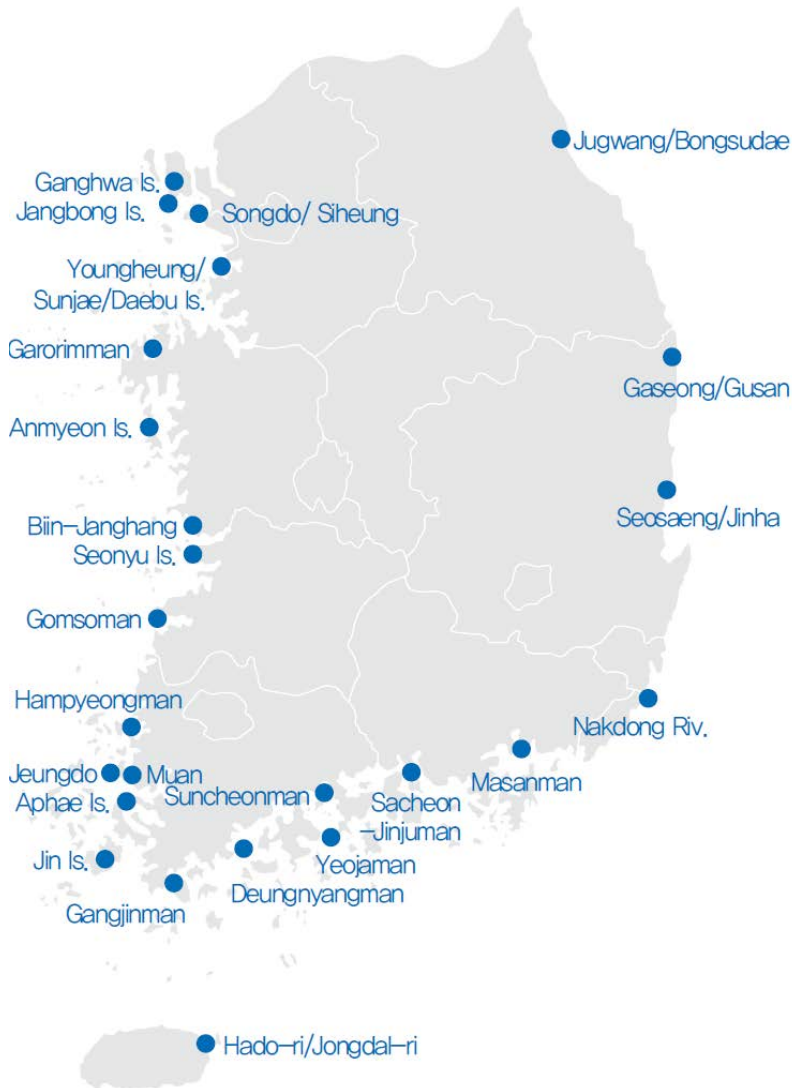 Jugwang/Bongsudae
Ganghwa Is.
Jangbong Is.
Songdo/ Siheung
Youngheung/
Sunjae/Daebu Is.
Garorimman
Gaseong/Gusan
Anmyeon Is.
Seosaeng/Jinha
Biin-Janghang
Seonyu Is.
Gomsoman
Hampyeongman
Nakdong Riv.
Masanman
Jeungdo
Muan
Aphae Is.
Suncheonman
Sacheon
-Jinjuman
Yeojaman
Jin Is.
Deungnyangman
Gangjinman
Hado-ri/Jongdal-ri